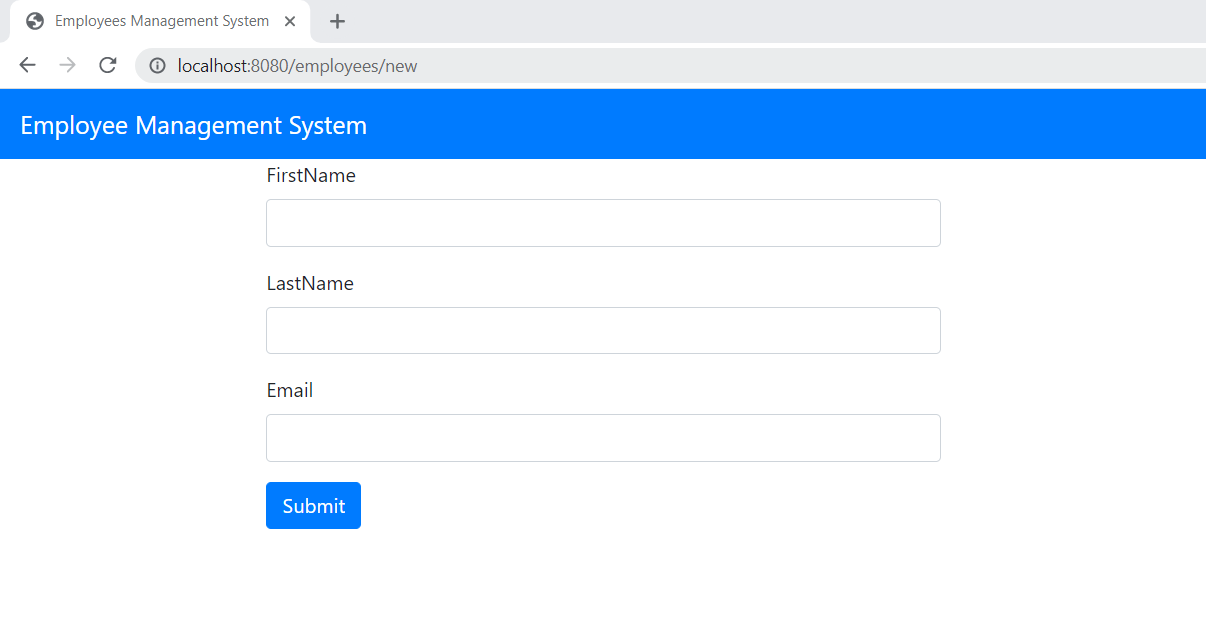 Employees Management System
localhost:8080/employees/new
Employee Management System
FirstName
LastName
Email
Submit